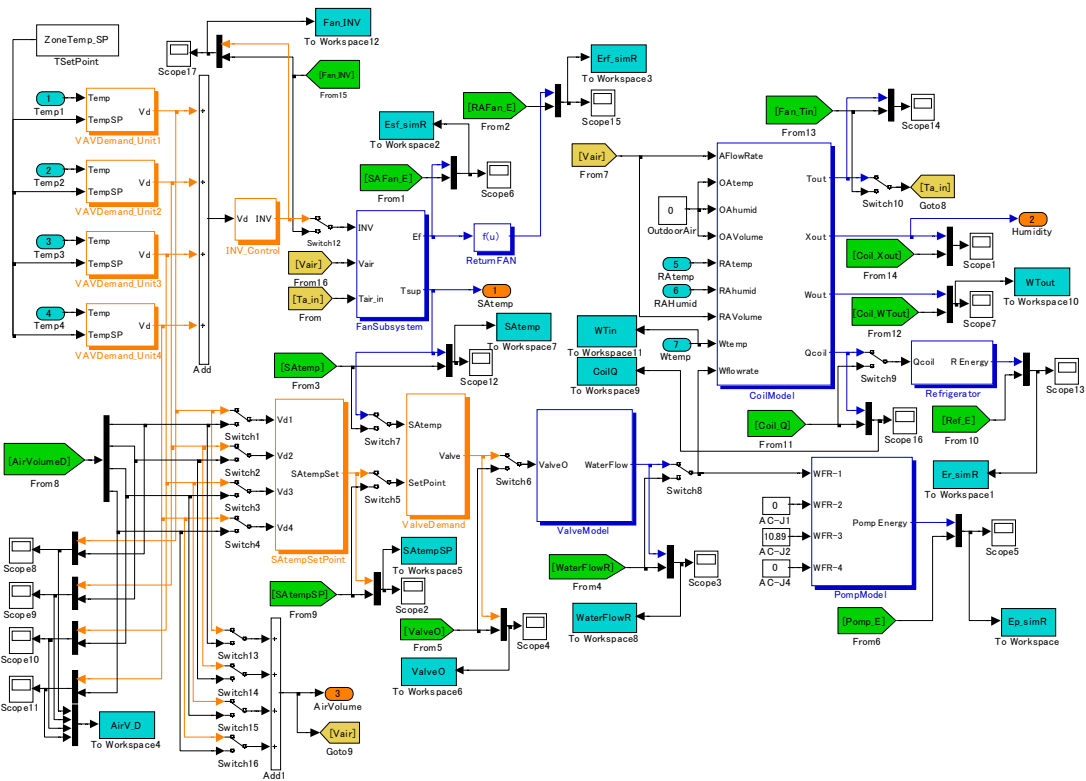 ZoneTemp_SP
TSetPoint
1
Temp1
Temp
TempSP
Vd
VAVDemand_Unit1
2
Temp2
Temp
TempSP
Vd
VAVDemand_Unit2
3
Temp3
Temp
TempSP
Vd
VAVDemand_Unit3
4
Temp4
Temp
TempSP
Vd
VAVDemand_Unit4
Scope17
Fan_INV
To Workspace12
[Fan_INV]
From15
+
+
+
+
Add
Vd INV
INV_Control
Switch12
[Vair]
From16
[Ta_in]
From
INV
Vair
Tair_in
Ef
Tsup
FanSubsystem
f(u)
ReturnFAN
1
SAtemp
Esf_simR
To Workspace2
[SAFan_E]
From1
Scope6
[RAFan_E]
From2
Scope15
Erf_simR
To Workspace3
[SAtemp]
From3
SAtemp
To Workspace7
Scope12
[Vair]
From7
0
OutdoorAir
5
RAtemp
6
RAHumid
7
Wtemp
WTin
To Workspace11
CoilQ
To Workspace9
AFlowRate
OAtemp
OAhumid
OAVolume
RAtemp
RAhumid
RAVolume
Wtemp
Wflowrate
Tout
Xout
Wout
Qcoil
CoilModel
[Fan_Tin]
From13
Scope14
Switch10
[Ta_in]
Goto8
2
Humidity
[Coil_Xout]
From14
Scope1
WTout
To Workspace10
[Coil_WTout]
From12
Scope7
Switch9
Qcoil
R Energy
Refrigerator
Scope13
[Coil_Q]
From11
Scope16
[Ref_E]
From10
Er_simR
To Workspace1
[AirVolumeD]
From8
Switch1
Switch2
Switch3
Switch4
Vd1
Vd2
Vd3
Vd4
SAtempSet
SAtempSetPoint
Switch7
Switch5
SAtemp
SetPoint
Valve
ValveDemand
Switch6
ValveO
WaterFlow
ValveModel
Switch8
0
AC-J1
10.89
AC-J2
0
AC-J4
WFR-1
WFR-2
WFR-3
WFR-4
Pomp Energy
PompModel
Scope5
[Pomp_E]
From6
Ep_simR
To Workspace
Scope8
Scope9
Scope10
Scope11
AirV_D
To Workspace4
[SAtempSP]
From9
SAtempSP
To Workspace5
Scope2
[ValveO]
From5
Scope4
ValveO
To Workspace6
[WaterFlowR]
From4
Scope3
WaterFlowR
To Workspace8
Switch13
Switch14
Switch15
Switch16
+
+
+
+
Add1
3
AirVolume
[Vair]
Goto9